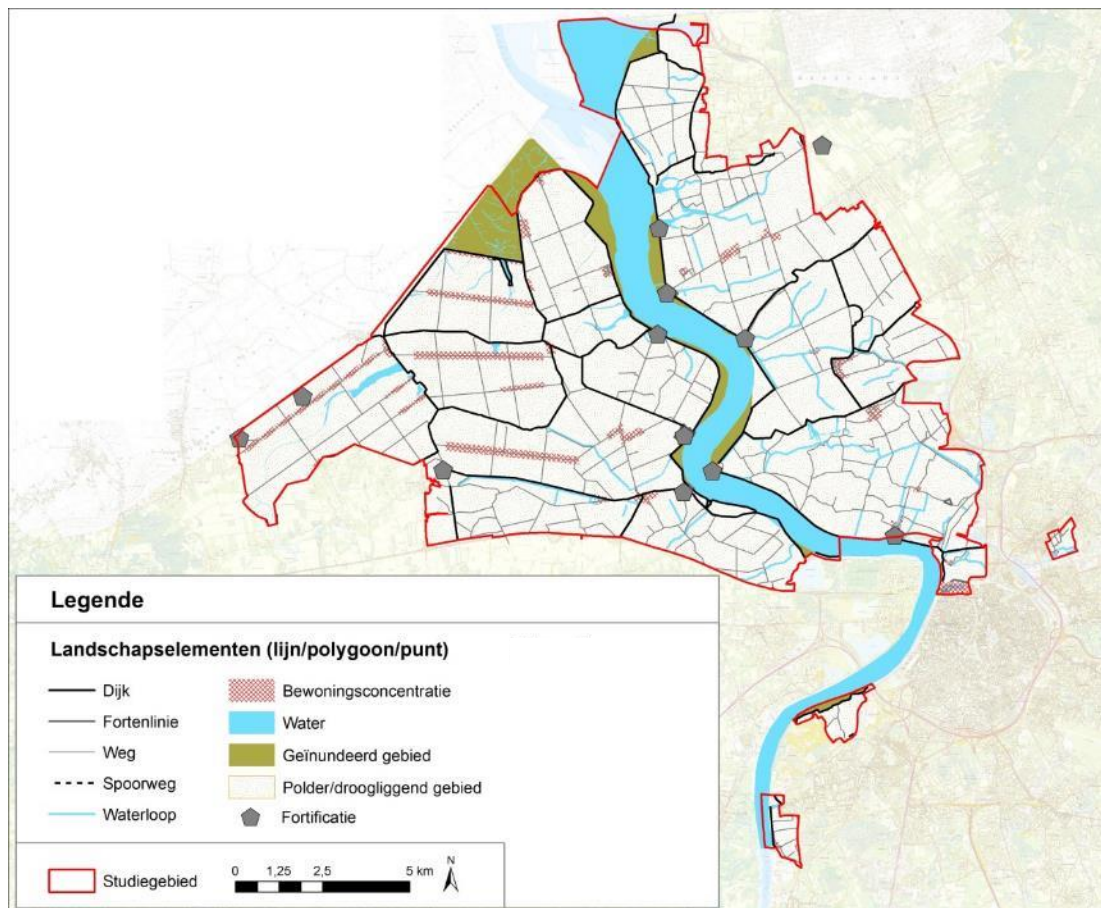 Legende
Landschapselementen (lijn/polygoon/punt)
Dijk
Fortenlinie
Weg
Spoorweg
Waterloop
Bewoningsconcentratie
Water
Geïnundeerd gebied
Polder/droogliggend gebied
Fortificatie
Studiegebied
0 1,25 2,5 5 km
N